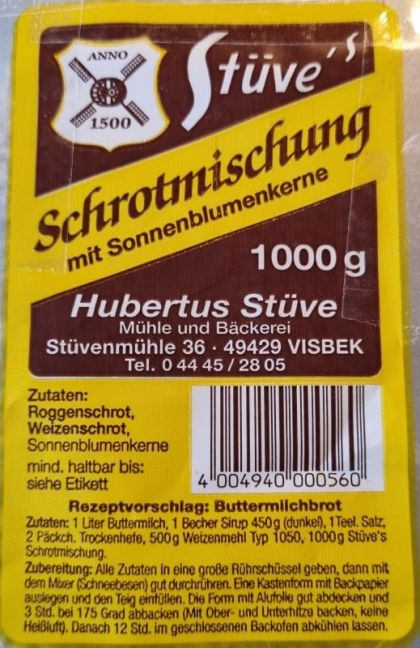 ANNO
1500
Stüve's
Schrotmischung
mit Sonnenblumenkerne
1000 g
Hubertus Stüve
Mühle und Bäckerei
Stüvenmühle 36 · 49429 VISBEK
Tel. 0 44 45 / 28 05
Zutaten:
Roggenschrot,
Weizenschrot,
Sonnenblumenkerne
mind. haltbar bis:
siehe Etikett
4 004940 000560
Rezeptvorschlag: Buttermilchbrot
Zutaten: 1 Liter Buttermilch, 1 Becher Sirup 450 g (dunkel), 1 Teel. Salz,
2 Päckch. Trockenhefe, 500 g Weizenmehl Typ 1050, 1000 g Stüve's
Schrotmischung.
Zubereitung: Alle Zutaten in eine große Rührschüssel geben, dann mit
dem Mixer (Schneebesen) gut durchrühren. Eine Kastenform mit Backpapier
auslegen und den Teig einfüllen. Die Form mit Alufolie gut abdecken und
3 Std. bei 175 Grad abbacken (Mit Ober- und Unterhitze backen, keine
Heißluft). Danach 12 Std. im geschlossenen Backofen abkühlen lassen.